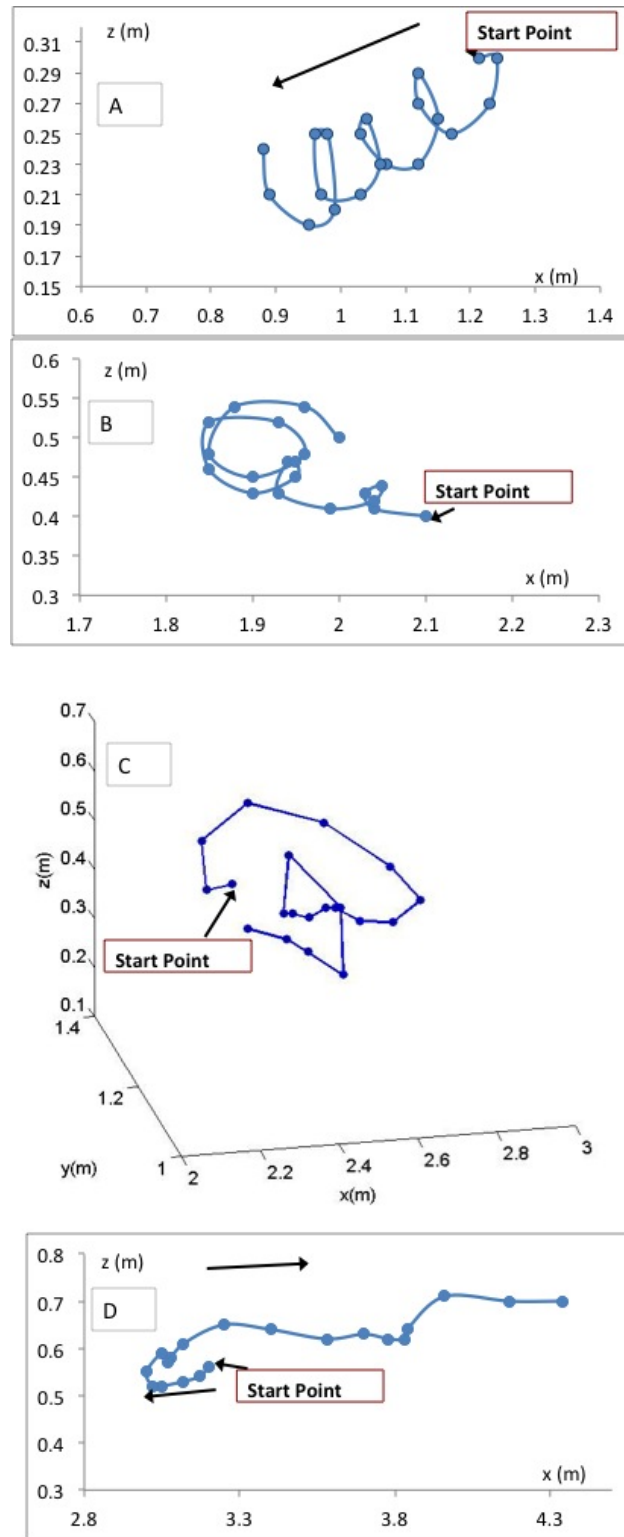 z (m)
Start Point
A
0.31
0.29
0.27
0.25
0.23
0.21
0.19
0.17
0.15
x (m)
0.6 0.7 0.8 0.9 1 1.1 1.2 1.3 1.4
z (m)
B
Start Point
0.6
0.55
0.5
0.45
0.4
0.35
0.3
x (m)
1.7 1.8 1.9 2 2.1 2.2 2.3
C
0.7
0.6
0.5
0.4
0.3
0.2
0.1
z(m)
Start Point
1.4
1.2
1
y(m)
2 2.2 2.4 2.6 2.8 3
x(m)
z (m)
D
Start Point
0.8
0.7
0.6
0.5
0.4
0.3
x (m)
2.8 3.3 3.8 4.3